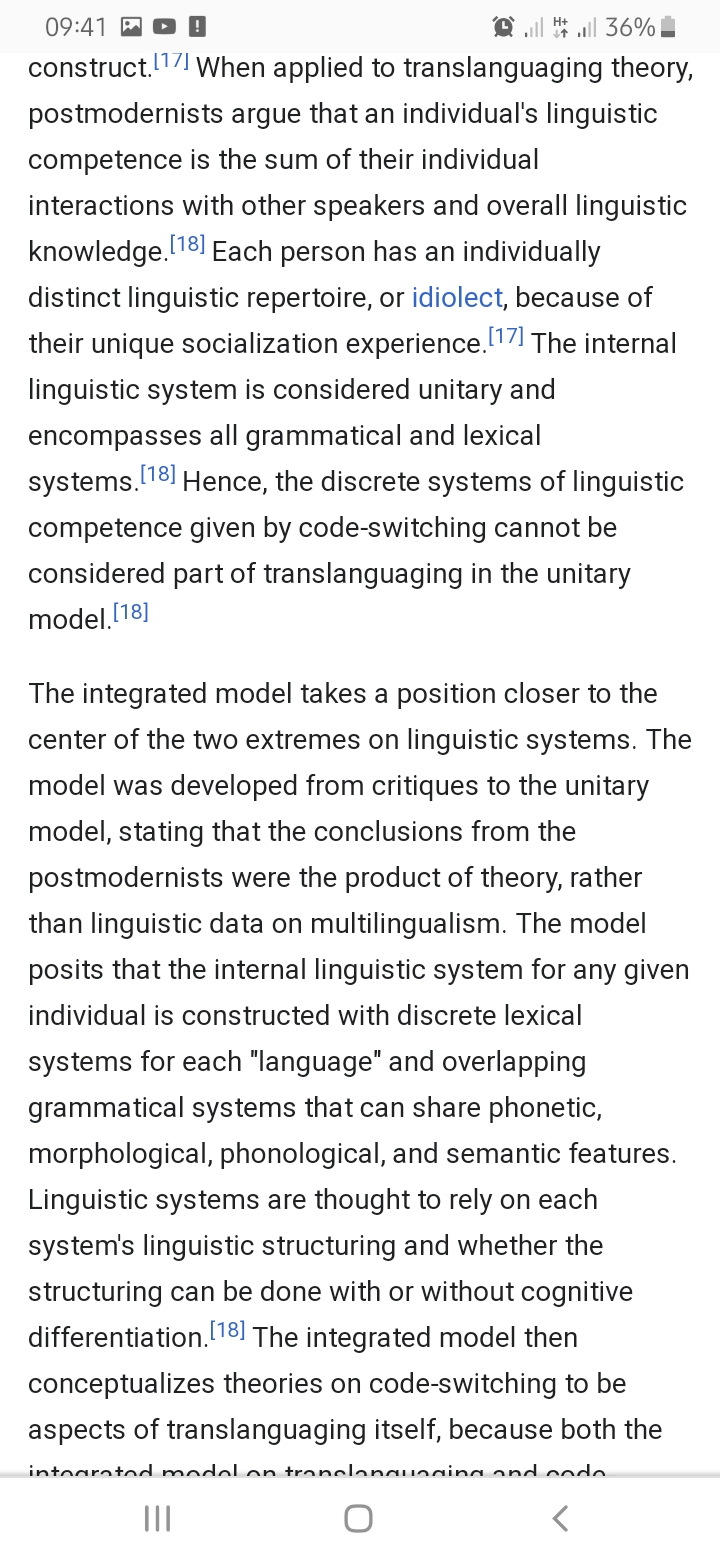 09:41 H+ 36%
construct.[17] When applied to translanguaging theory,
postmodernists argue that an individual's linguistic
competence is the sum of their individual
interactions with other speakers and overall linguistic
knowledge.[18] Each person has an individually
distinct linguistic repertoire, or idiolect, because of
their unique socialization experience.[17] The internal
linguistic system is considered unitary and
encompasses all grammatical and lexical
systems.[18] Hence, the discrete systems of linguistic
competence given by code-switching cannot be
considered part of translanguaging in the unitary
model.[18]
The integrated model takes a position closer to the
center of the two extremes on linguistic systems. The
model was developed from critiques to the unitary
model, stating that the conclusions from the
postmodernists were the product of theory, rather
than linguistic data on multilingualism. The model
posits that the internal linguistic system for any given
individual is constructed with discrete lexical
systems for each "language" and overlapping
grammatical systems that can share phonetic,
morphological, phonological, and semantic features.
Linguistic systems are thought to rely on each
system's linguistic structuring and whether the
structuring can be done with or without cognitive
differentiation.[18] The integrated model then
conceptualizes theories on code-switching to be
aspects of translanguaging itself, because both the
integrated model on translanguaging and code